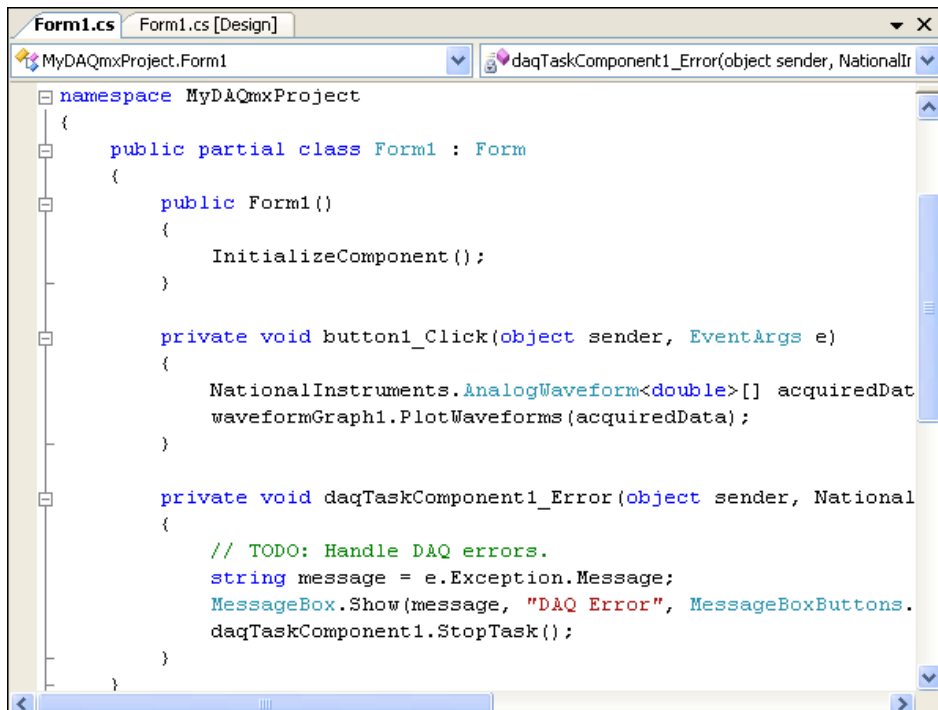 Form1.cs Form1.cs [Design]
MyDAQmxProject.Form1 daqTaskComponent1_Error(object sender, NationalIr
namespace MyDAQmxProject
{
    public partial class Form1 : Form
    {
        public Form1()
        {
            InitializeComponent();
        }

        private void button1_Click(object sender, EventArgs e)
        {
            NationalInstruments.AnalogWaveform<double>[] acquiredDat
            waveformGraph1.PlotWaveforms(acquiredData);
        }

        private void daqTaskComponent1_Error(object sender, National
        {
            // TODO: Handle DAQ errors.
            string message = e.Exception.Message;
            MessageBox.Show(message, "DAQ Error", MessageBoxButtons.
            daqTaskComponent1.StopTask();
        }
    }